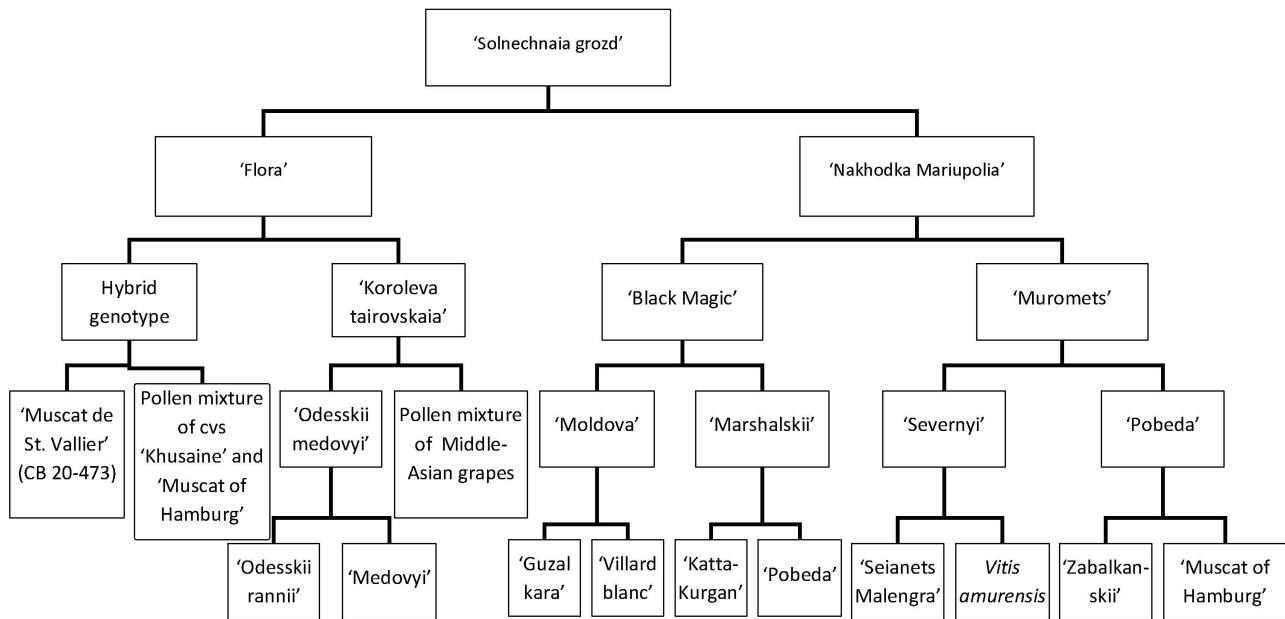 ‘Solnechnaia grozd’
‘Flora’
‘Nakhodka Mariupolia’
Hybrid
genotype
‘Koroleva
tairovskaia’
‘Black Magic’
‘Muromets’
‘Muscat de
St. Vallier’
(CB 20-473)
Pollen mixture
of cvs
‘Khusaine’ and
‘Muscat of
Hamburg’
‘Odesskii
medovyi’
Pollen mixture
of Middle-
Asian grapes
‘Moldova’
‘Marshalskii’
‘Severnyi’
‘Pobeda’
‘Odesskii
rannii’
‘Medovyi’
‘Guzal
kara’
‘Villard
blanc’
‘Katta-
Kurgan’
‘Pobeda’
‘Seianets
Malengra’
Vitis
amurensis
‘Zabalkan-
skii’
‘Muscat of
Hamburg’